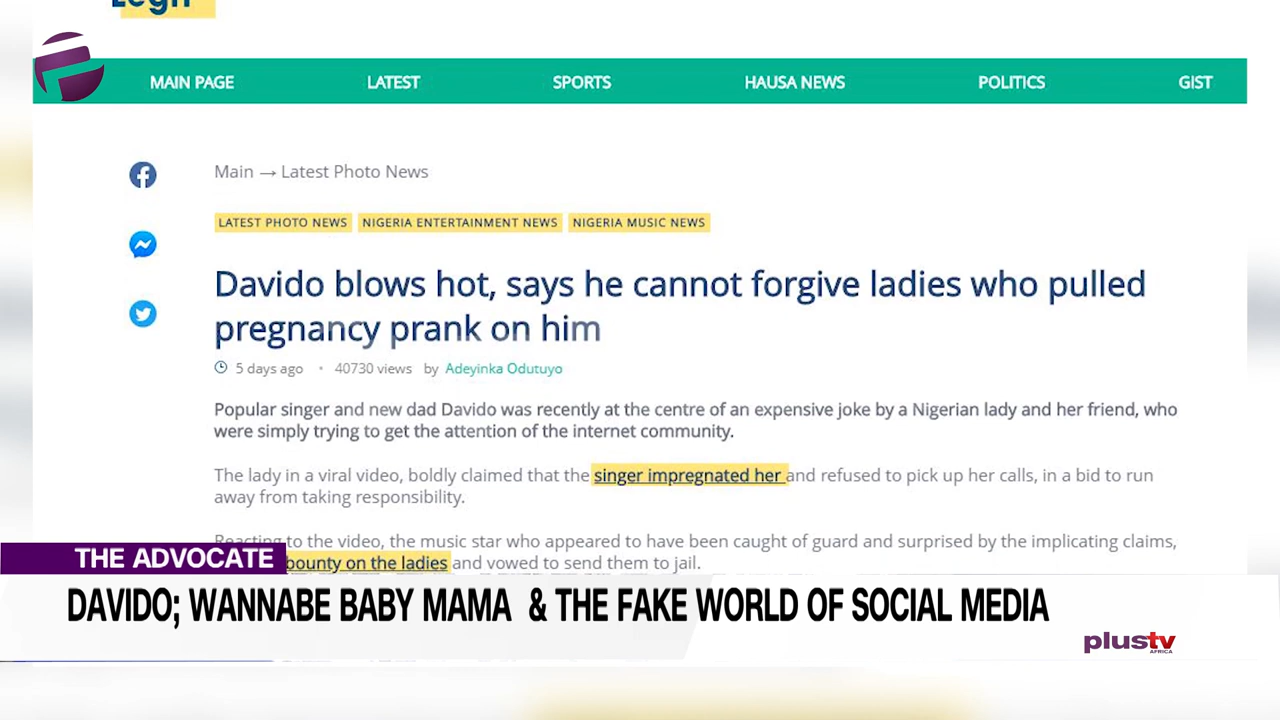 Legit
MAIN PAGE LATEST SPORTS HAUSA NEWS POLITICS GIST
Main → Latest Photo News
LATEST PHOTO NEWS NIGERIA ENTERTAINMENT NEWS NIGERIA MUSIC NEWS
Davido blows hot, says he cannot forgive ladies who pulled
pregnancy prank on him
5 days ago • 40730 views by Adeyinka Odutuyo
Popular singer and new dad Davido was recently at the centre of an expensive joke by a Nigerian lady and her friend, who
were simply trying to get the attention of the internet community.
The lady in a viral video, boldly claimed that the singer impregnated her and refused to pick up her calls, in a bid to run
away from taking responsibility.
Reacting to the video, the music star who appeared to have been caught of guard and surprised by the implicating claims,
bounty on the ladies and vowed to send them to jail.
THE ADVOCATE
DAVIDO; WANNABE BABY MAMA & THE FAKE WORLD OF SOCIAL MEDIA
plustv
AFRICA